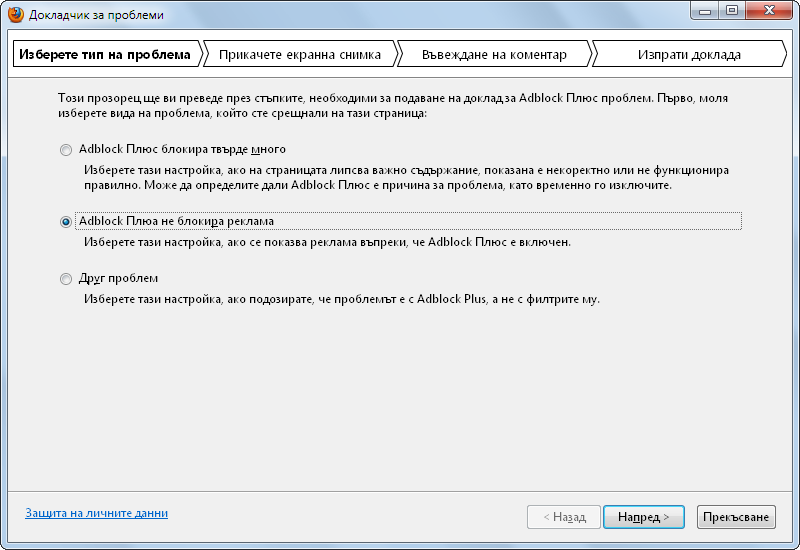 Докладчик за проблеми
Изберете тип на проблема
Прикачете екранна снимка
Въвеждане на коментар
Изпрати доклада
Този прозорец ще ви преведе през стъпките, необходими за подаване на доклад за Adblock Плюс проблем. Първо, моля
изберете вида на проблема, който сте срещнали на тази страница:
Adblock Плюс блокира твърде много
Изберете тази настройка, ако на страницата липсва важно съдържание, показана е некоректно или не функционира
правилно. Може да определите дали Adblock Плюс е причина за проблема, като временно го изключите.
Adblock Плюа не блокира реклама
Изберете тази настройка, ако се показва реклама въпреки, че Adblock Плюс е включен.
Друг проблем
Изберете тази настройка, ако подозирате, че проблемът е с Adblock Plus, а не с филтрите му.
Защита на личните данни
< Назад
Напред >
Прекъсване